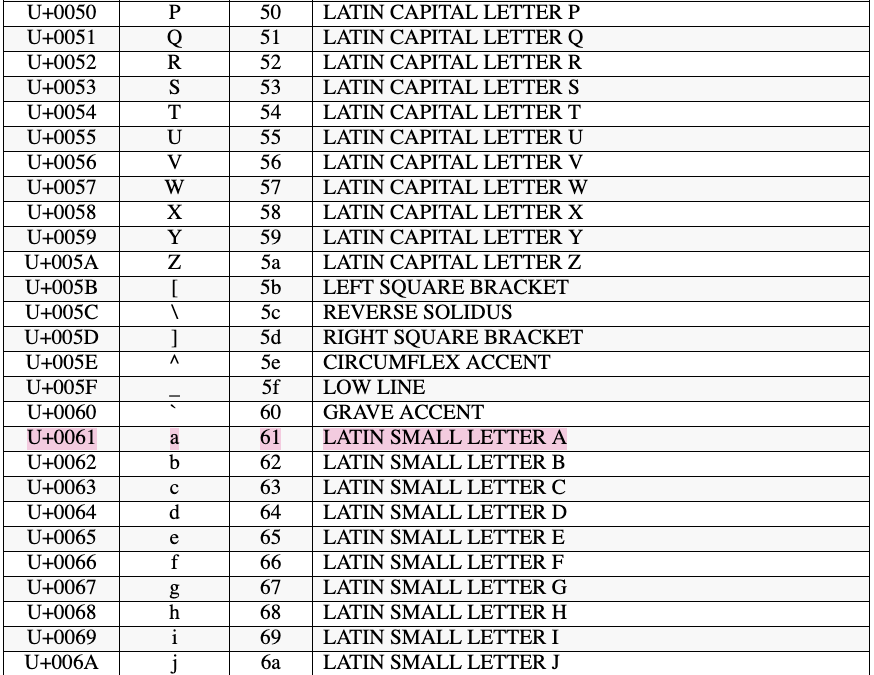 U+0050 P 50 LATIN CAPITAL LETTER P
U+0051 Q 51 LATIN CAPITAL LETTER Q
U+0052 R 52 LATIN CAPITAL LETTER R
U+0053 S 53 LATIN CAPITAL LETTER S
U+0054 T 54 LATIN CAPITAL LETTER T
U+0055 U 55 LATIN CAPITAL LETTER U
U+0056 V 56 LATIN CAPITAL LETTER V
U+0057 W 57 LATIN CAPITAL LETTER W
U+0058 X 58 LATIN CAPITAL LETTER X
U+0059 Y 59 LATIN CAPITAL LETTER Y
U+005A Z 5a LATIN CAPITAL LETTER Z
U+005B [ 5b LEFT SQUARE BRACKET
U+005C \ 5c REVERSE SOLIDUS
U+005D ] 5d RIGHT SQUARE BRACKET
U+005E ^ 5e CIRCUMFLEX ACCENT
U+005F _ 5f LOW LINE
U+0060 ` 60 GRAVE ACCENT
U+0061 a 61 LATIN SMALL LETTER A
U+0062 b 62 LATIN SMALL LETTER B
U+0063 c 63 LATIN SMALL LETTER C
U+0064 d 64 LATIN SMALL LETTER D
U+0065 e 65 LATIN SMALL LETTER E
U+0066 f 66 LATIN SMALL LETTER F
U+0067 g 67 LATIN SMALL LETTER G
U+0068 h 68 LATIN SMALL LETTER H
U+0069 i 69 LATIN SMALL LETTER I
U+006A j 6a LATIN SMALL LETTER J